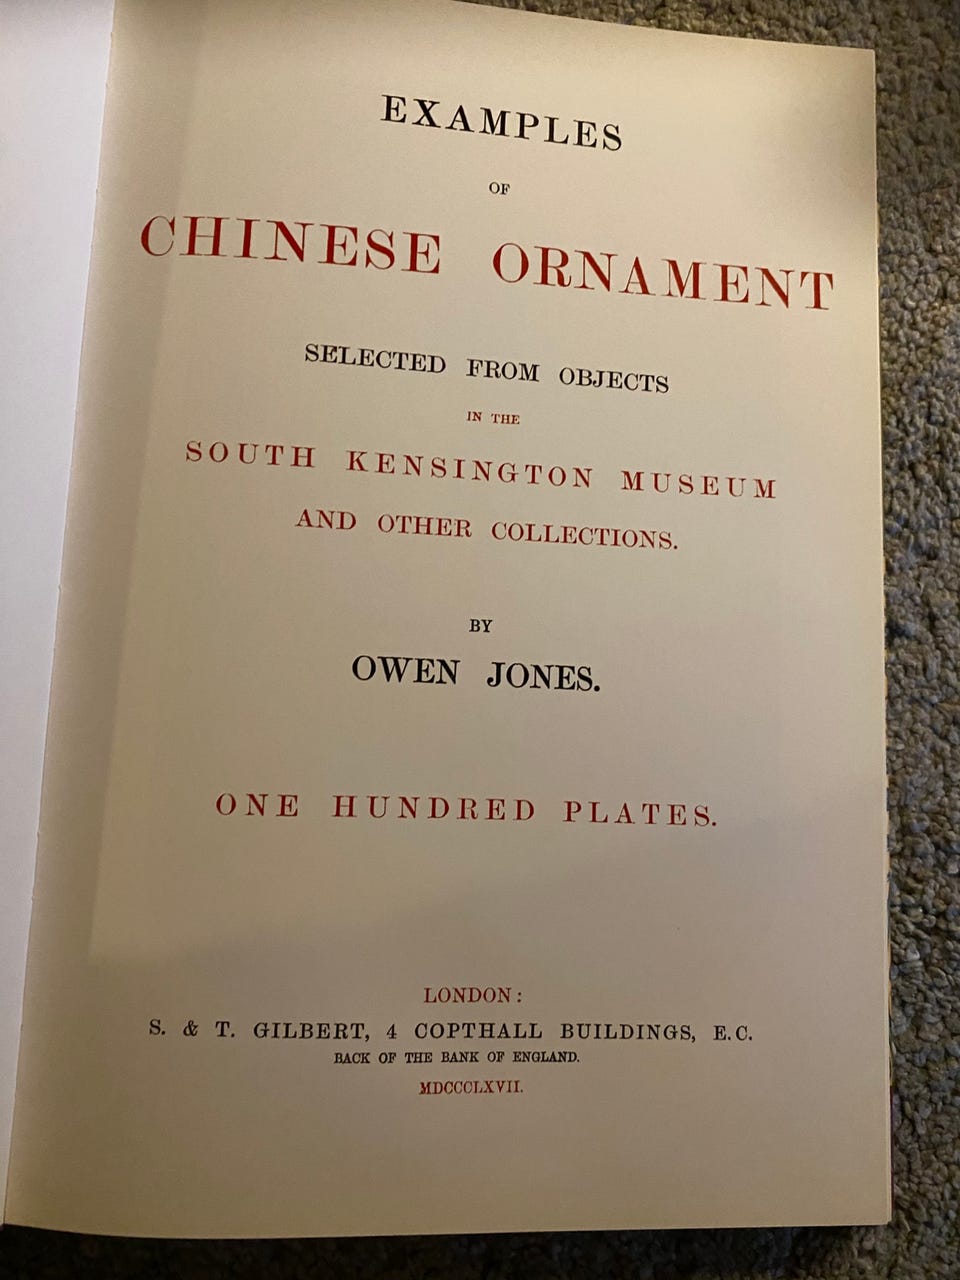 EXAMPLES
OF
CHINESE ORNAMENT
SELECTED FROM OBJECTS
IN THE
SOUTH KENSINGTON MUSEUM
AND OTHER COLLECTIONS.
BY
OWEN JONES.
ONE HUNDRED PLATES.
LONDON:
S. & T. GILBERT, 4 COPTHALL BUILDINGS, E.C.
BACK OF THE BANK OF ENGLAND.
MDCCCLXVII.